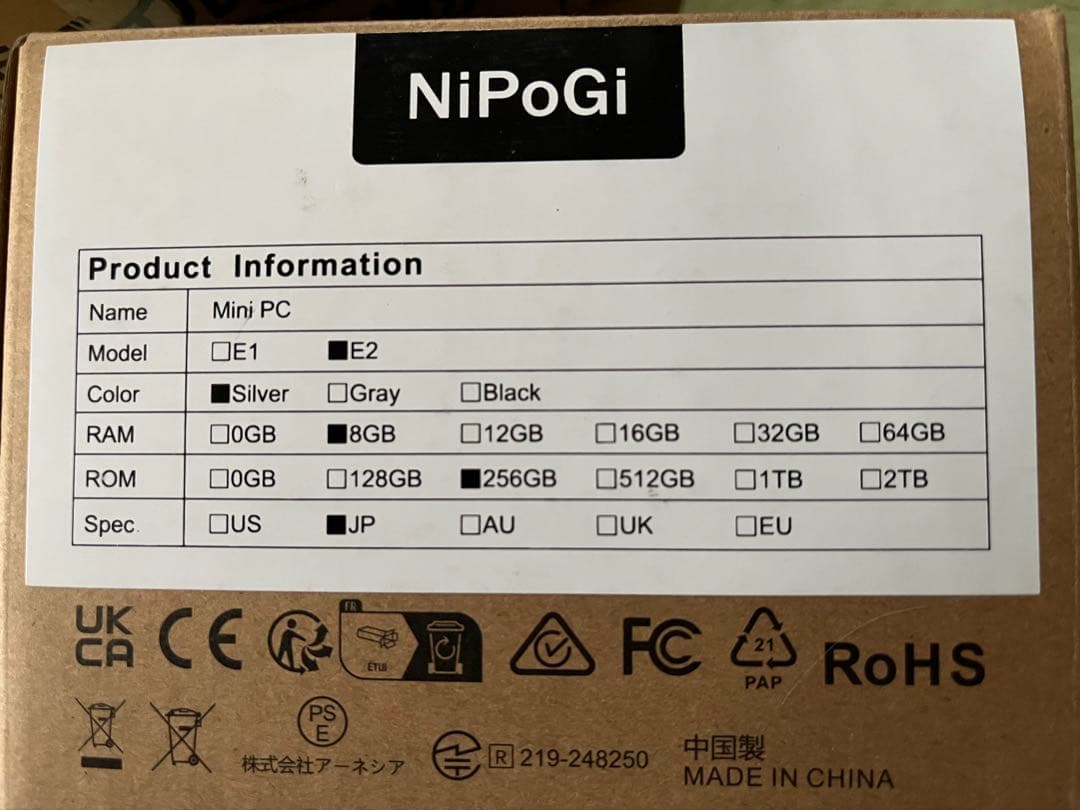 NiPoGi
Product Information
Name Mini PC
Model □E1 ■E2
Color ■Silver □Gray □Black
RAM □0GB ■8GB □12GB □16GB □32GB □64GB
ROM □0GB □128GB ■256GB □512GB □1TB □2TB
Spec. □US ■JP □AU □UK □EU
UK
CA CE FR ÉTUI FC 21 PAP RoHS
PS
E
株式会社アーネシア R 219-248250 中国製
MADE IN CHINA